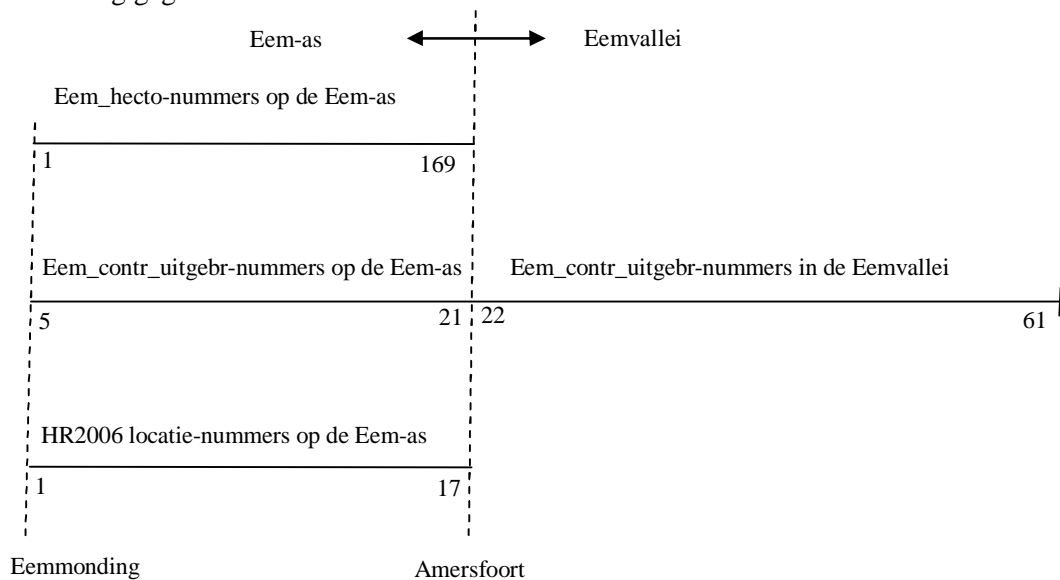 Eem-as Eemvallei
Eem_hecto-nummers op de Eem-as
1 169
Eem_contr_uitgebr-nummers op de Eem-as Eem_contr_uitgebr-nummers in de Eemvallei
5 21 22 61
HR2006 locatie-nummers op de Eem-as
1 17
Eemmonding Amersfoort